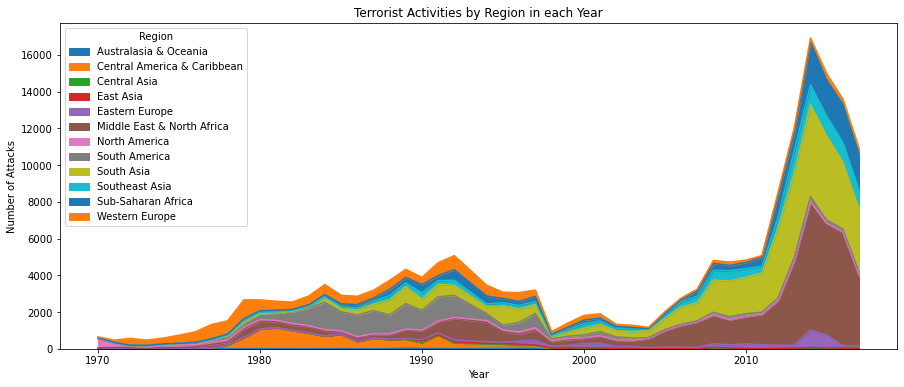 Terrorist Activities by Region in each Year
Region
Australasia & Oceania
Central America & Caribbean
Central Asia
East Asia
Eastern Europe
Middle East & North Africa
North America
South America
South Asia
Southeast Asia
Sub-Saharan Africa
Western Europe
Number of Attacks
16000
14000
12000
10000
8000
6000
4000
2000
0
1970
1980
1990
2000
2010
Year